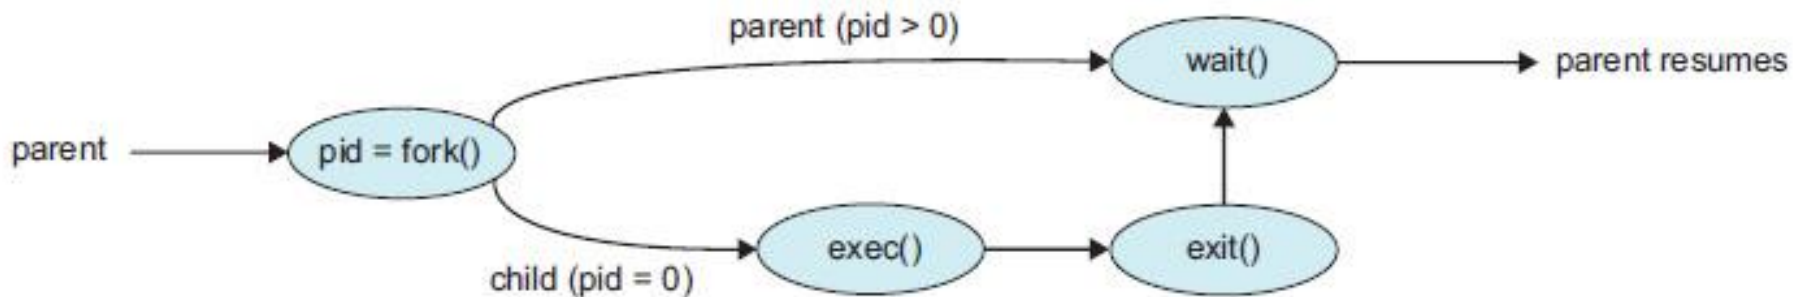 parent (pid > 0)
wait()
parent resumes
parent
pid = fork()
exec()
exit()
child (pid = 0)